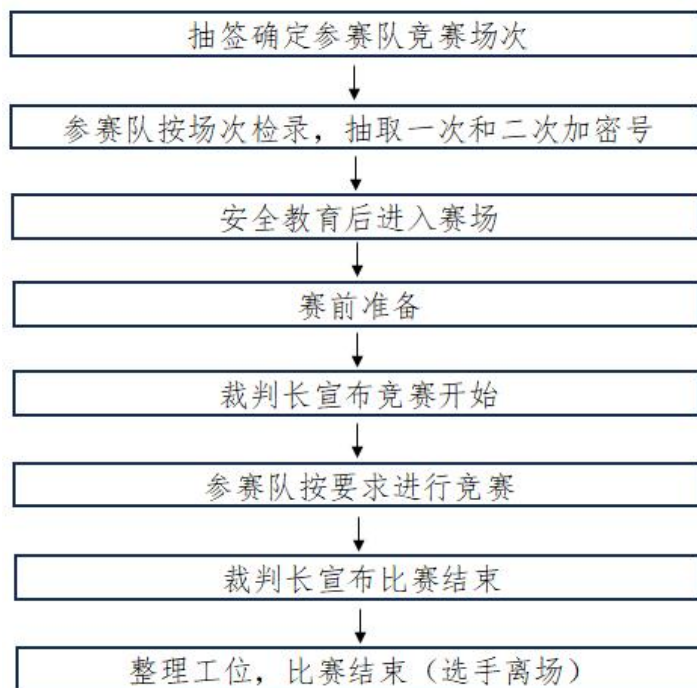 抽签确定参赛队竞赛场次
参赛队按场次检录，抽取一次和二次加密号
安全教育后进入赛场
赛前准备
裁判长宣布竞赛开始
参赛队按要求进行竞赛
裁判长宣布比赛结束
整理工位，比赛结束（选手离场）